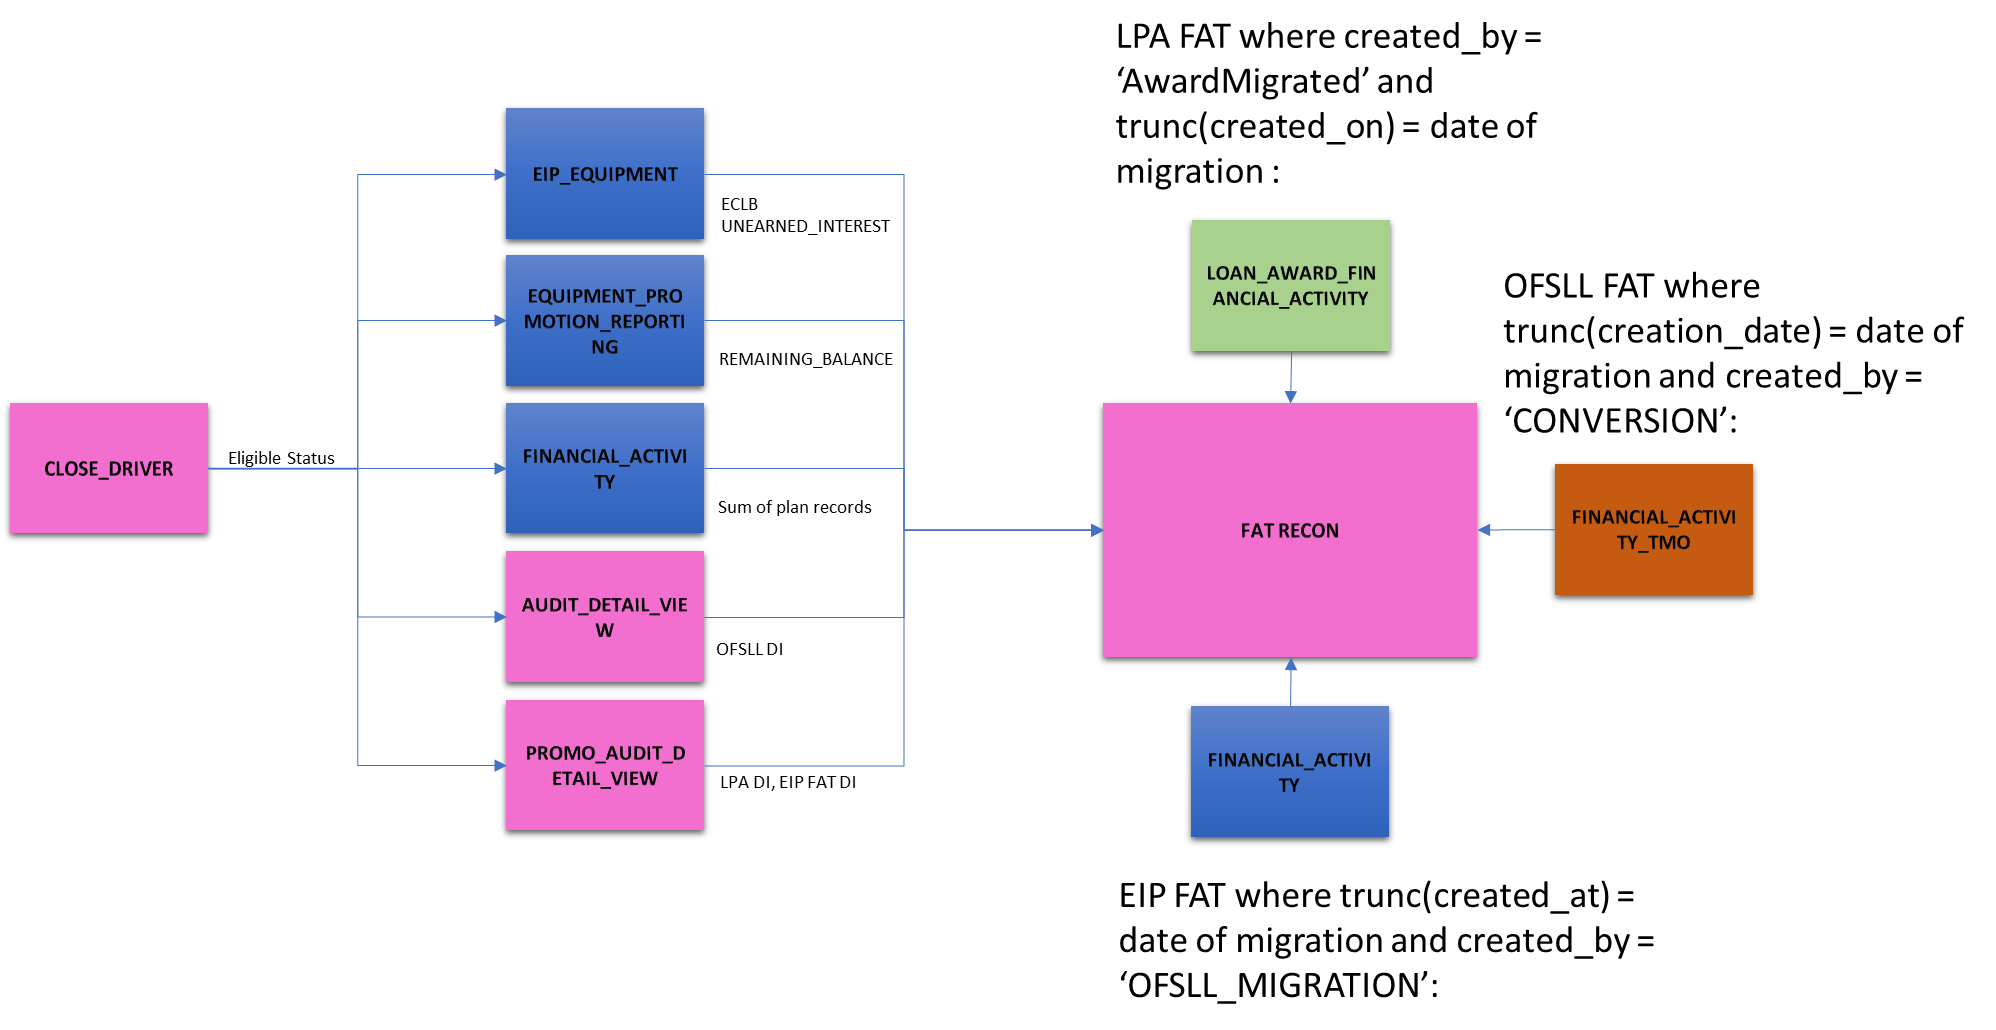 LPA FAT where created_by =
‘AwardMigrated’ and
trunc(created_on) = date of
migration :
EIP_EQUIPMENT
ECLB
UNEARNED_INTEREST
EQUIPMENT_PRO
MOTION_REPORTI
NG
REMAINING_BALANCE
LOAN_AWARD_FIN
ANCIAL_ACTIVITY
OFSLL FAT where
trunc(creation_date) = date of
migration and created_by =
‘CONVERSION’:
CLOSE_DRIVER
Eligible Status
FINANCIAL_ACTIVI
TY
Sum of plan records
FAT RECON
FINANCIAL_ACTIVI
TY_TMO
AUDIT_DETAIL_VIE
W
OFSLL DI
PROMO_AUDIT_D
ETAIL_VIEW
LPA DI, EIP FAT DI
FINANCIAL_ACTIVI
TY
EIP FAT where trunc(created_at) =
date of migration and created_by =
‘OFSLL_MIGRATION’: